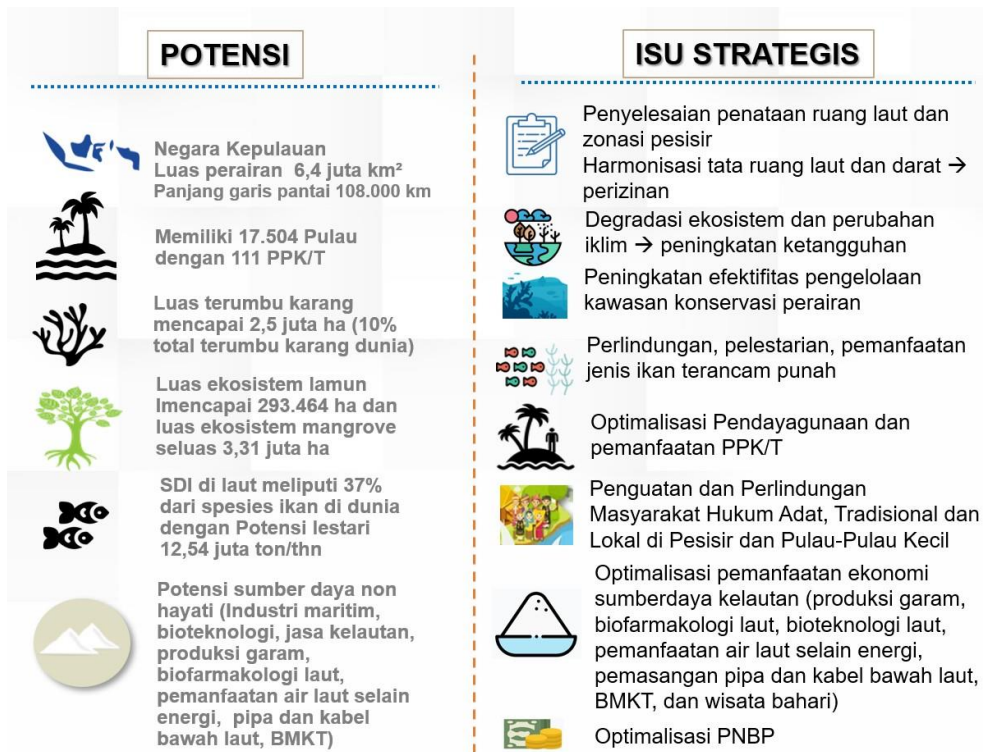 POTENSI
Negara Kepulauan
Luas perairan 6,4 juta km²
Panjang garis pantai 108.000 km
Memiliki 17.504 Pulau
dengan 111 PPK/T
Luas terumbu karang
mencapai 2,5 juta ha (10%
total terumbu karang dunia)
Luas ekosistem lamun
lmencapai 293.464 ha dan
luas ekosistem mangrove
seluas 3,31 juta ha
SDI di laut meliputi 37%
dari spesies ikan di dunia
dengan Potensi lestari
12,54 juta ton/thn
Potensi sumber daya non
hayati (Industri maritim,
bioteknologi, jasa kelautan,
produksi garam,
biofarmakologi laut,
pemanfaatan air laut selain
energi, pipa dan kabel
bawah laut, BMKT)
ISU STRATEGIS
Penyelesaian penataan ruang laut dan
zonasi pesisir
Harmonisasi tata ruang laut dan darat →
perizinan
Degradasi ekosistem dan perubahan
iklim → peningkatan ketangguhan
Peningkatan efektifitas pengelolaan
kawasan konservasi perairan
Perlindungan, pelestarian, pemanfaatan
jenis ikan terancam punah
Optimalisasi Pendayagunaan dan
pemanfaatan PPK/T
Penguatan dan Perlindungan
Masyarakat Hukum Adat, Tradisional dan
Lokal di Pesisir dan Pulau-Pulau Kecil
Optimalisasi pemanfaatan ekonomi
sumberdaya kelautan (produksi garam,
biofarmakologi laut, bioteknologi laut,
pemanfaatan air laut selain energi,
pemasangan pipa dan kabel bawah laut,
BMKT, dan wisata bahari)
Optimalisasi PNBP